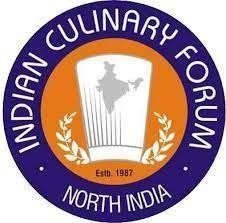 INDIAN CULINARY FORUM
Estb. 1987
NORTH INDIA